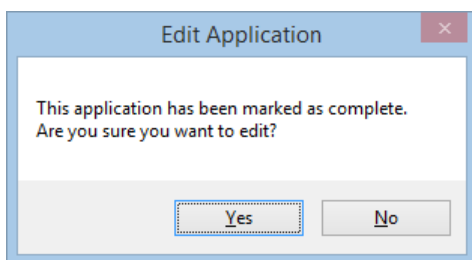 Edit Application
This application has been marked as complete.
Are you sure you want to edit?
Yes No